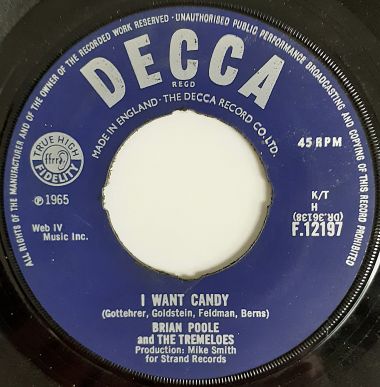 ALL RIGHTS OF THE MANUFACTURER AND OF THE OWNER OF THE RECORDED WORK RESERVED · UNAUTHORISED PUBLIC PERFORMANCE BROADCASTING AND COPYING OF THIS RECORD PROHIBITED
DECCA
REGD
MADE IN ENGLAND · THE DECCA RECORD CO. LTD.
TRUE HIGH
ffrr
FIDELITY
℗ 1965
Web IV
Music Inc.
45 RPM
K/T
H
(DR.36138)
F.12197
I WANT CANDY
(Gottehrer, Goldstein, Feldman, Berns)
BRIAN POOLE
and THE TREMELOES
Production: Mike Smith
for Strand Records